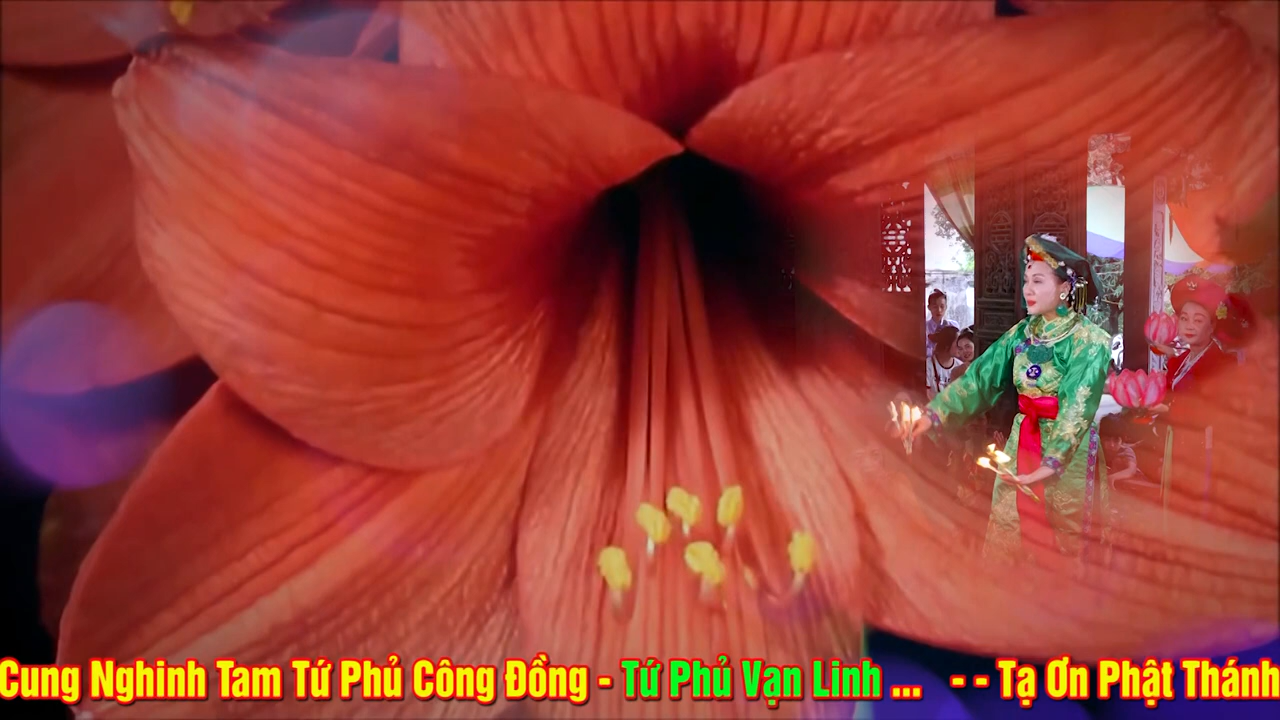 Cung Nghinh Tam Tứ Phủ Công Đồng - Tứ Phủ Vạn Linh ... - - Tạ Ơn Phật Thánh